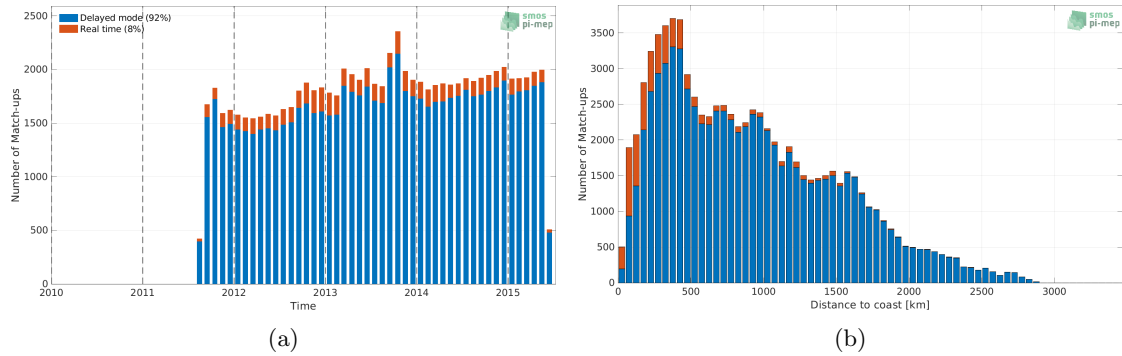 Delayed mode (92%)
Real time (8%)
smos
pi-mep
Number of Match-ups
2500
2000
1500
1000
500
0
2010
2011
2012
2013
2014
2015
Time
(a)
smos
pi-mep
Number of Match-ups
3500
3000
2500
2000
1500
1000
500
0
0
500
1000
1500
2000
2500
3000
Distance to coast [km]
(b)